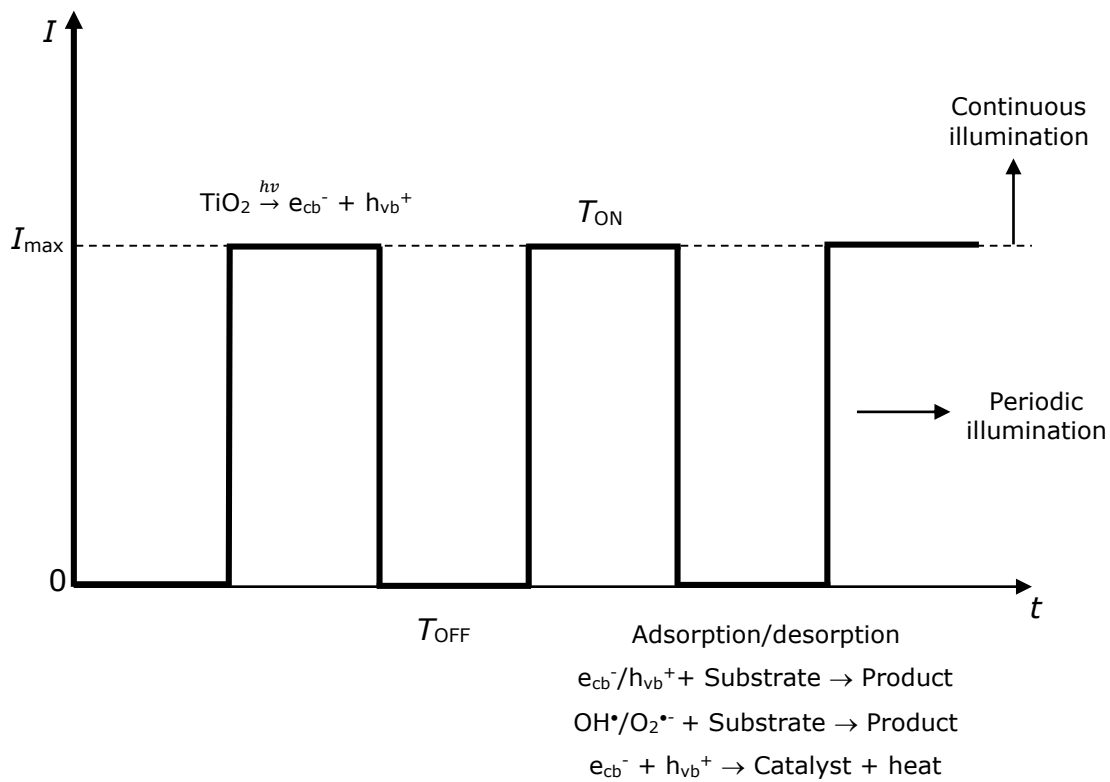 I
Continuous
illumination
TiO₂ →^{hν} e_cb⁻ + h_vb⁺
T_ON
I_max
Periodic
illumination
0
t
T_OFF
Adsorption/desorption
e_cb⁻/h_vb⁺ + Substrate → Product
OH•/O₂•⁻ + Substrate → Product
e_cb⁻ + h_vb⁺ → Catalyst + heat